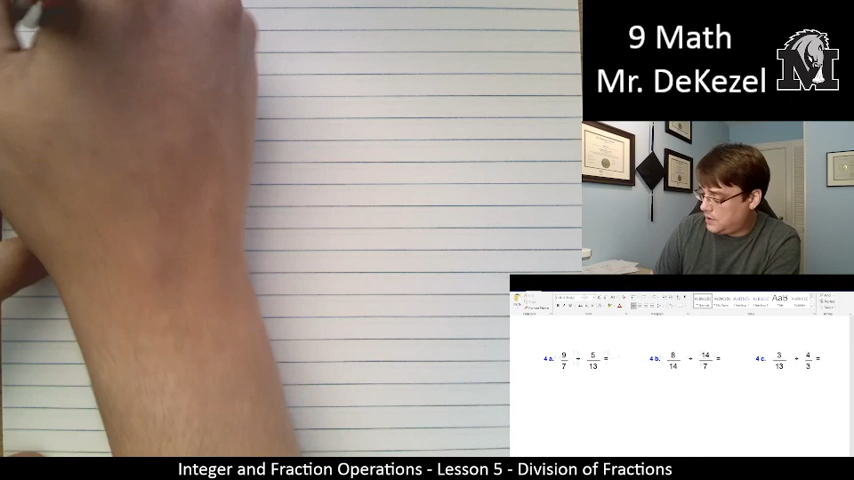 9 Math
Mr. DeKezel
M
4 a. 9/7 ÷ 5/13 =
4 b. 8/14 ÷ 14/7 =
4 c. 3/13 ÷ 4/3 =
Integer and Fraction Operations - Lesson 5 - Division of Fractions